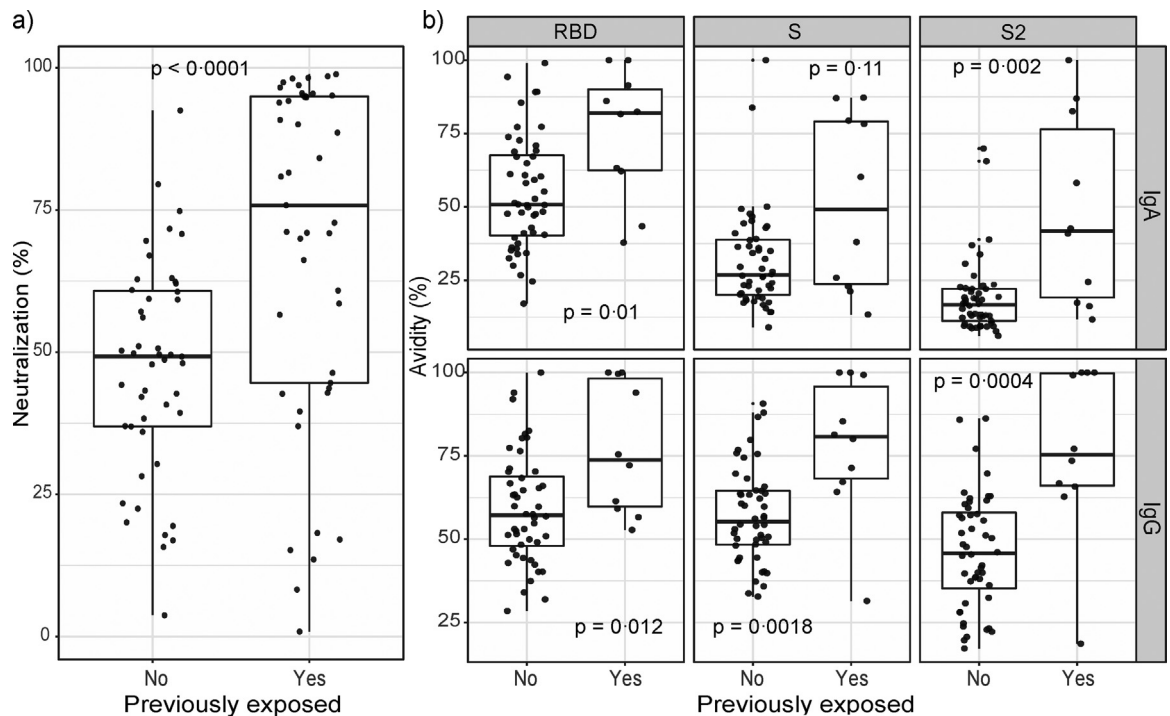 a)
Neutralization (%)
100
75
50
25
0
p < 0·0001
No
Yes
Previously exposed
b)
RBD
S
S2
Avidity (%)
100
75
50
25
p = 0·01
p = 0·11
p = 0·002
IgA
100
75
50
25
p = 0·012
p = 0·0018
p = 0·0004
IgG
No
Yes
No
Yes
No
Yes
Previously exposed